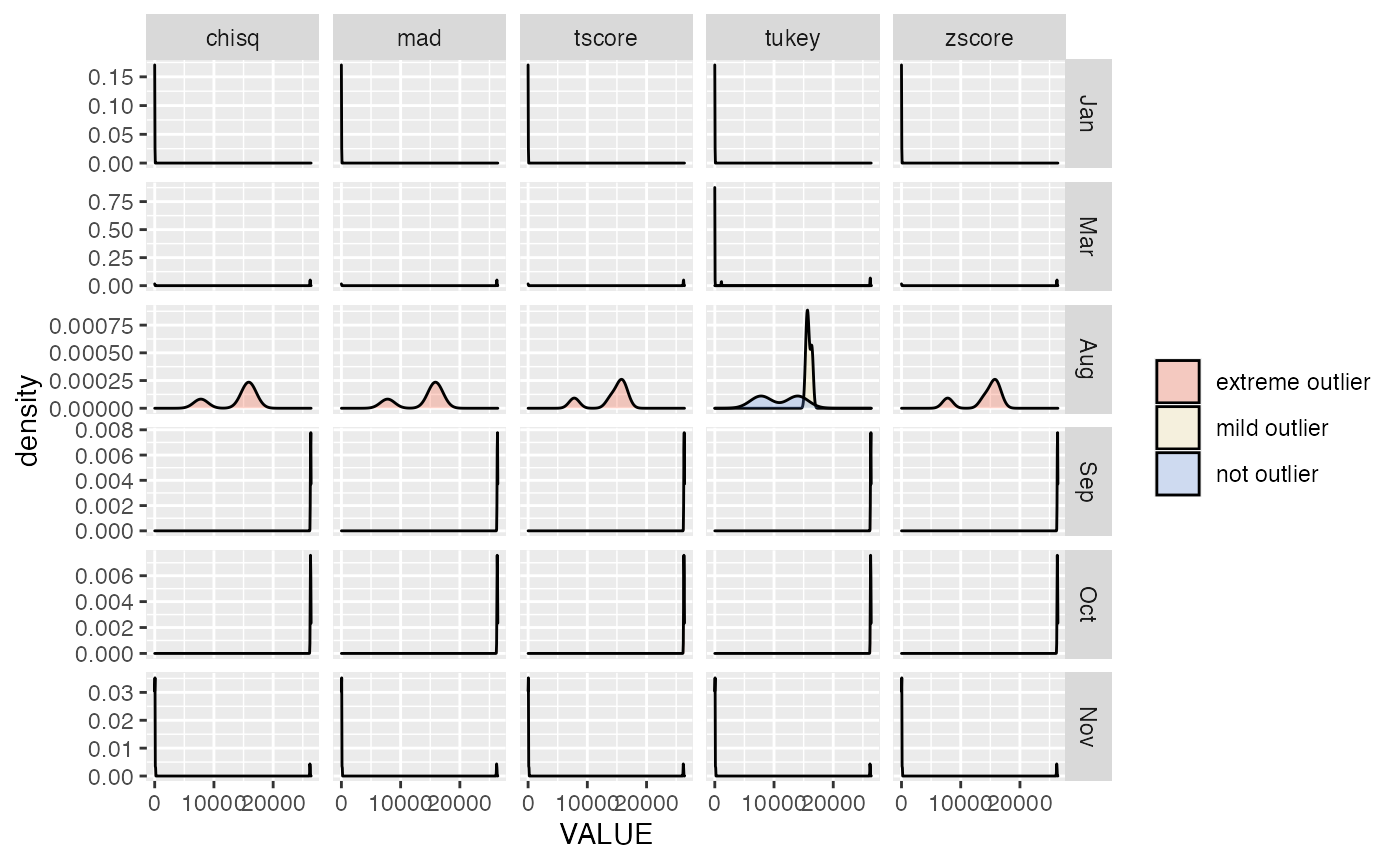 chisq mad tscore tukey zscore
0.15
0.10
0.05
0.00
Jan
0.75
0.50
0.25
0.00
Mar
0.00075
0.00050
0.00025
0.00000
Aug
density
extreme outlier
mild outlier
not outlier
0.008
0.006
0.004
0.002
0.000
Sep
0.006
0.004
0.002
0.000
Oct
0.03
0.02
0.01
0.00
Nov
0 10000 20000 0 10000 20000 0 10000 20000 0 10000 20000 0 10000 20000
VALUE